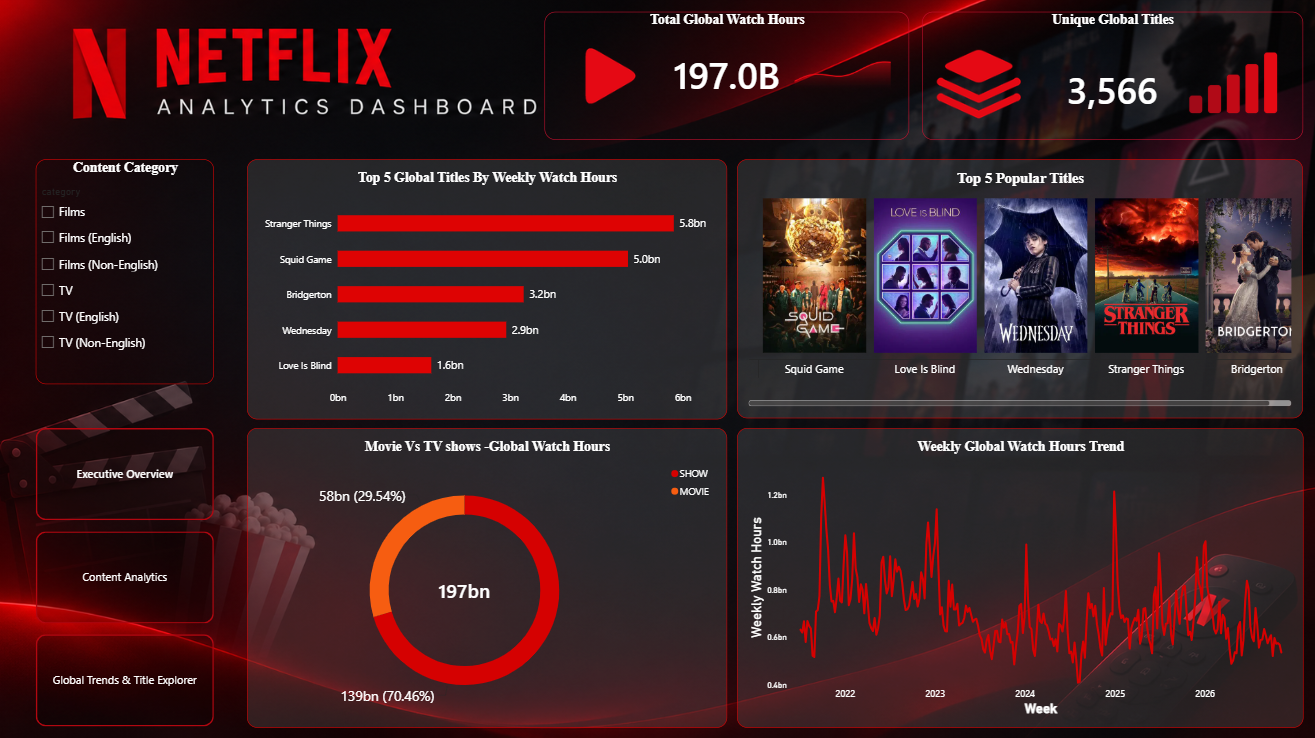 NETFLIX
ANALYTICS DASHBOARD
Total Global Watch Hours
197.0B
Unique Global Titles
3,566
Content Category
category
Films
Films (English)
Films (Non-English)
TV
TV (English)
TV (Non-English)
Executive Overview
Content Analytics
Global Trends & Title Explorer
Top 5 Global Titles By Weekly Watch Hours
Stranger Things 5.8bn
Squid Game 5.0bn
Bridgerton 3.2bn
Wednesday 2.9bn
Love Is Blind 1.6bn
0bn 1bn 2bn 3bn 4bn 5bn 6bn
Top 5 Popular Titles
SQUID
GAME
LOVE IS BLIND
WEDNESDAY
STRANGER
THINGS
BRIDGERTON
Squid Game Love Is Blind Wednesday Stranger Things Bridgerton
Movie Vs TV shows -Global Watch Hours
SHOW
MOVIE
58bn (29.54%)
197bn
139bn (70.46%)
Weekly Global Watch Hours Trend
Weekly Watch Hours
1.2bn
1.0bn
0.8bn
0.6bn
0.4bn
2022 2023 2024 2025 2026
Week